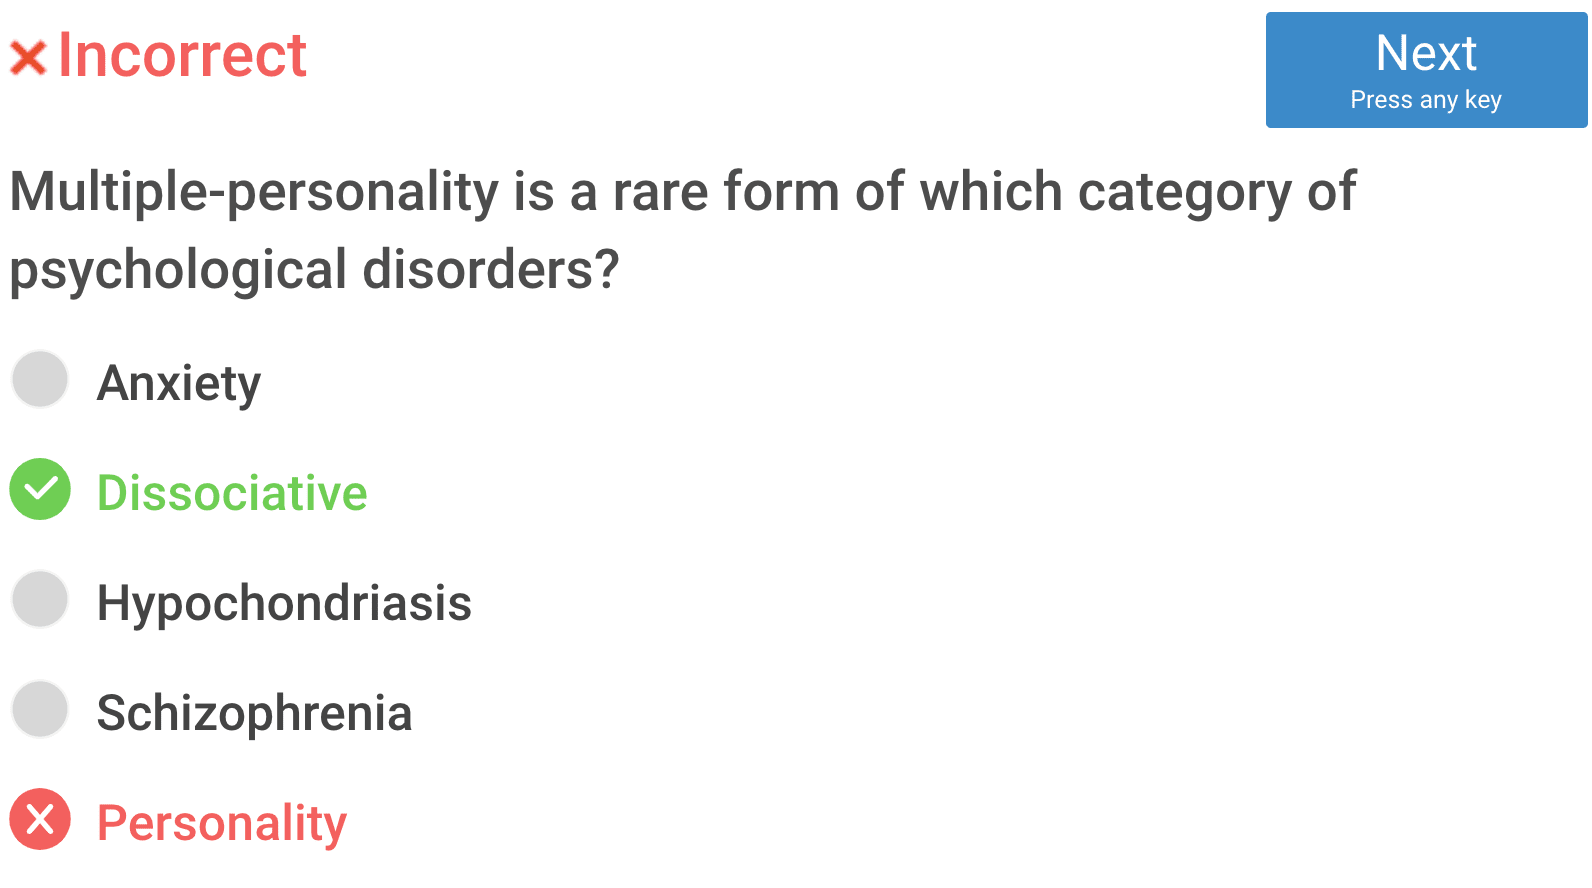 Incorrect
Next
Press any key
Multiple-personality is a rare form of which category of
psychological disorders?
Anxiety
Dissociative
Hypochondriasis
Schizophrenia
Personality